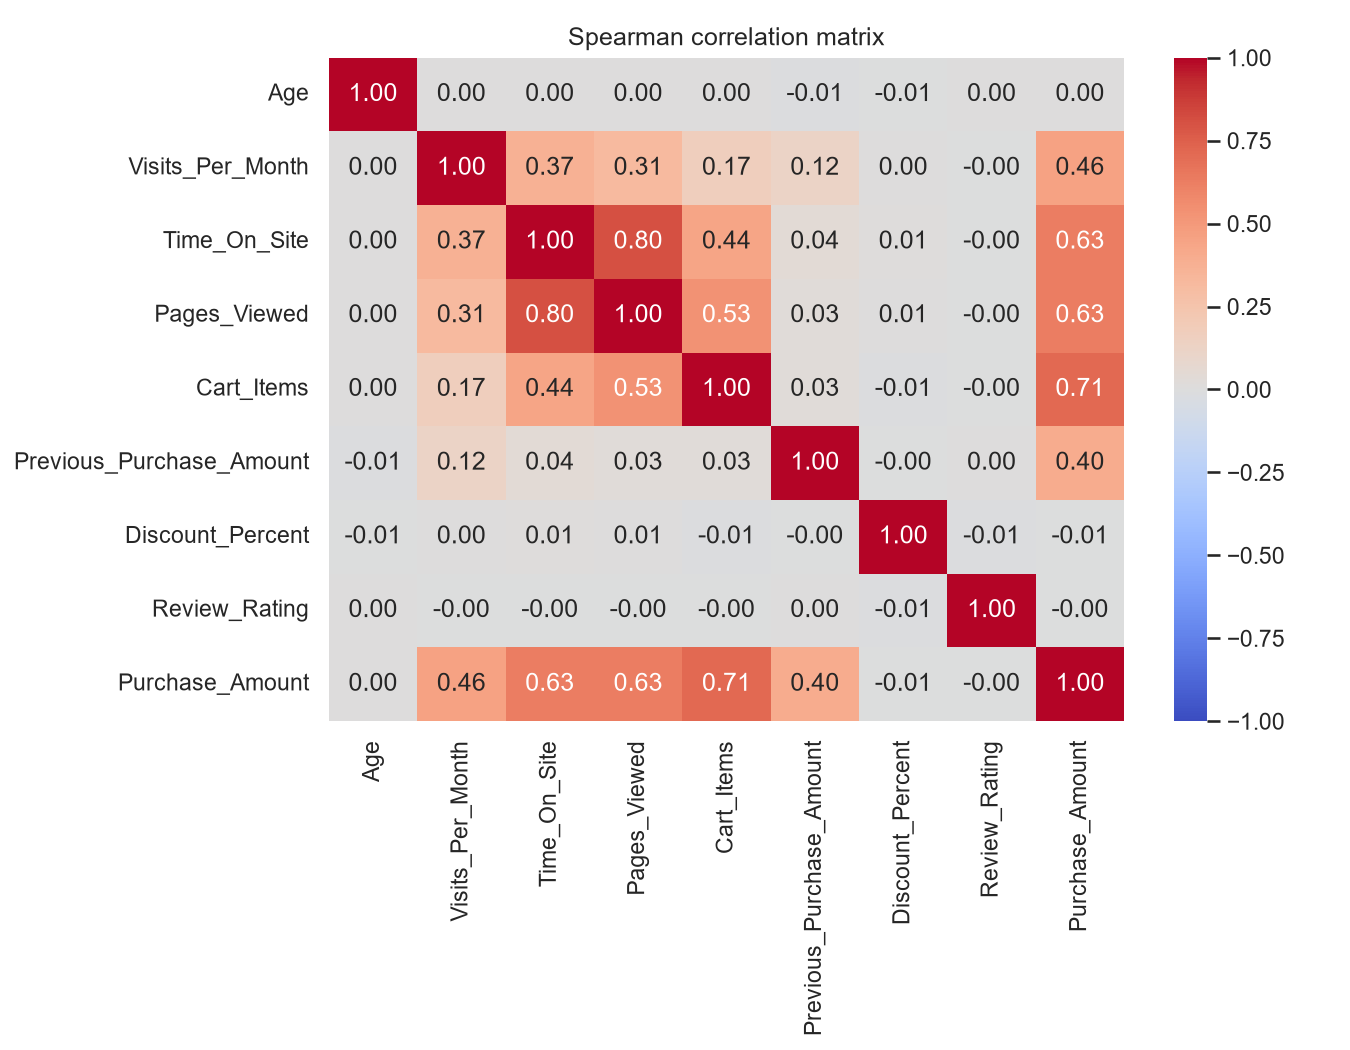 Spearman correlation matrix
Age 1.00 0.00 0.00 0.00 0.00 -0.01 -0.01 0.00 0.00
Visits_Per_Month 0.00 1.00 0.37 0.31 0.17 0.12 0.00 -0.00 0.46
Time_On_Site 0.00 0.37 1.00 0.80 0.44 0.04 0.01 -0.00 0.63
Pages_Viewed 0.00 0.31 0.80 1.00 0.53 0.03 0.01 -0.00 0.63
Cart_Items 0.00 0.17 0.44 0.53 1.00 0.03 -0.01 -0.00 0.71
Previous_Purchase_Amount -0.01 0.12 0.04 0.03 0.03 1.00 -0.00 0.00 0.40
Discount_Percent -0.01 0.00 0.01 0.01 -0.01 -0.00 1.00 -0.01 -0.01
Review_Rating 0.00 -0.00 -0.00 -0.00 -0.00 0.00 -0.01 1.00 -0.00
Purchase_Amount 0.00 0.46 0.63 0.63 0.71 0.40 -0.01 -0.00 1.00
Age
Visits_Per_Month
Time_On_Site
Pages_Viewed
Cart_Items
Previous_Purchase_Amount
Discount_Percent
Review_Rating
Purchase_Amount
1.00
0.75
0.50
0.25
0.00
−0.25
−0.50
−0.75
−1.00